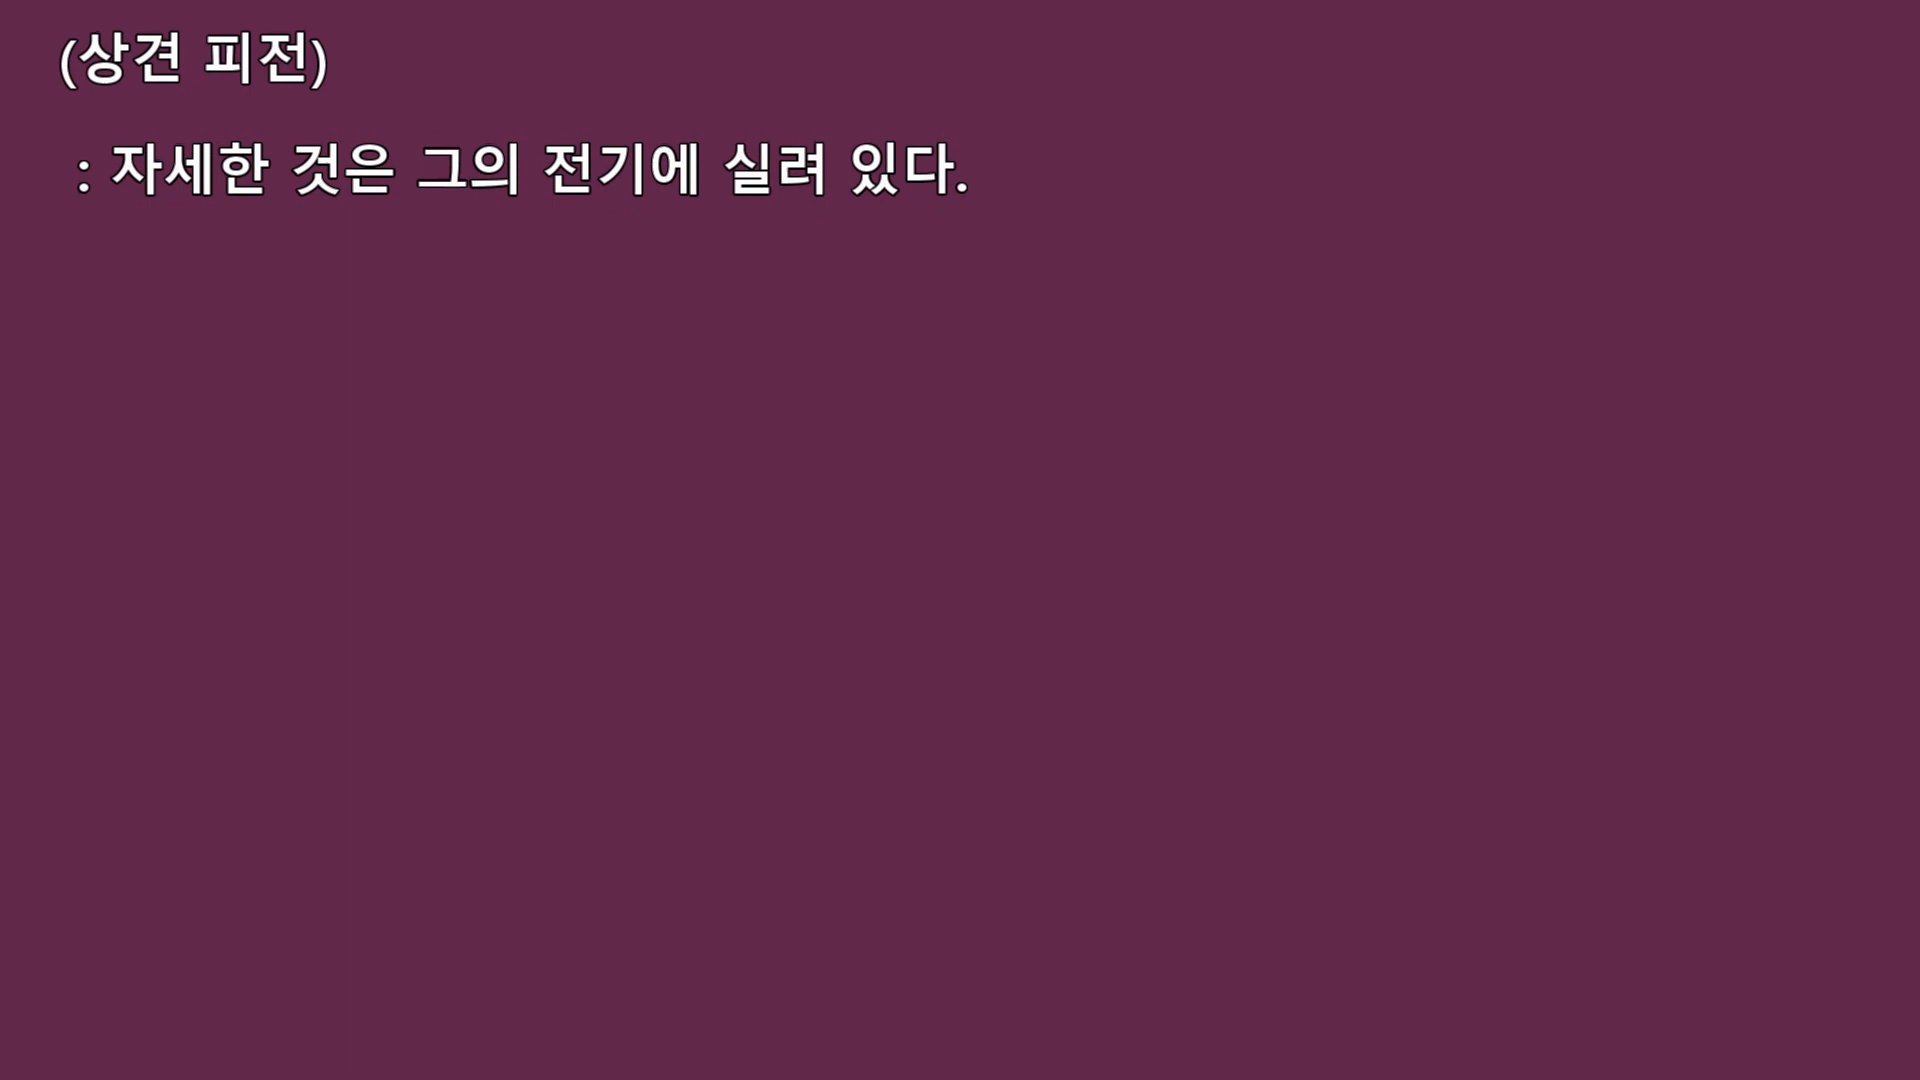 (상견 피전)
: 자세한 것은 그의 전기에 실려 있다.